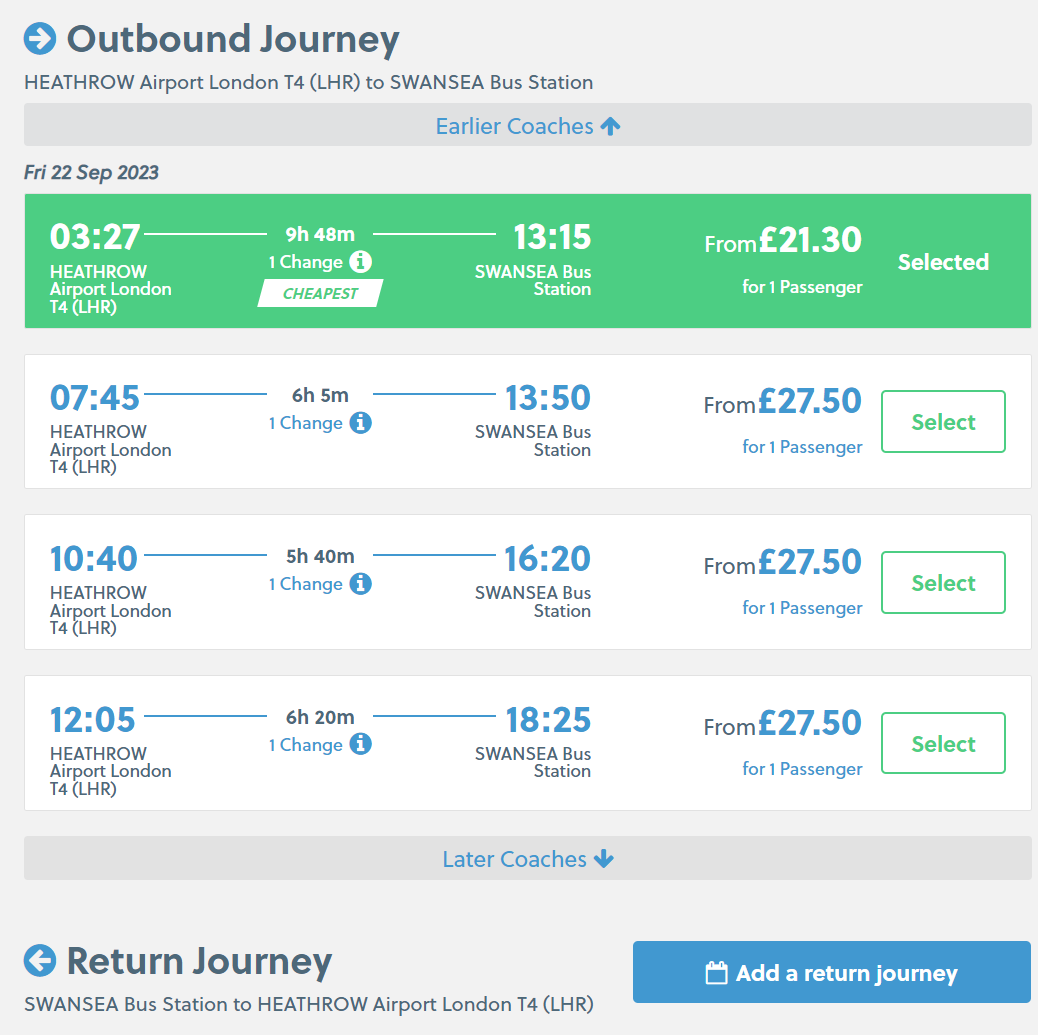 Outbound Journey
HEATHROW Airport London T4 (LHR) to SWANSEA Bus Station
Earlier Coaches
Fri 22 Sep 2023
03:27 9h 48m 13:15 From £21.30
1 Change
HEATHROW Airport London T4 (LHR)
SWANSEA Bus Station
CHEAPEST
for 1 Passenger
Selected
07:45 6h 5m 13:50 From £27.50
1 Change
HEATHROW Airport London T4 (LHR)
SWANSEA Bus Station
for 1 Passenger
Select
10:40 5h 40m 16:20 From £27.50
1 Change
HEATHROW Airport London T4 (LHR)
SWANSEA Bus Station
for 1 Passenger
Select
12:05 6h 20m 18:25 From £27.50
1 Change
HEATHROW Airport London T4 (LHR)
SWANSEA Bus Station
for 1 Passenger
Select
Later Coaches
Return Journey
SWANSEA Bus Station to HEATHROW Airport London T4 (LHR)
Add a return journey